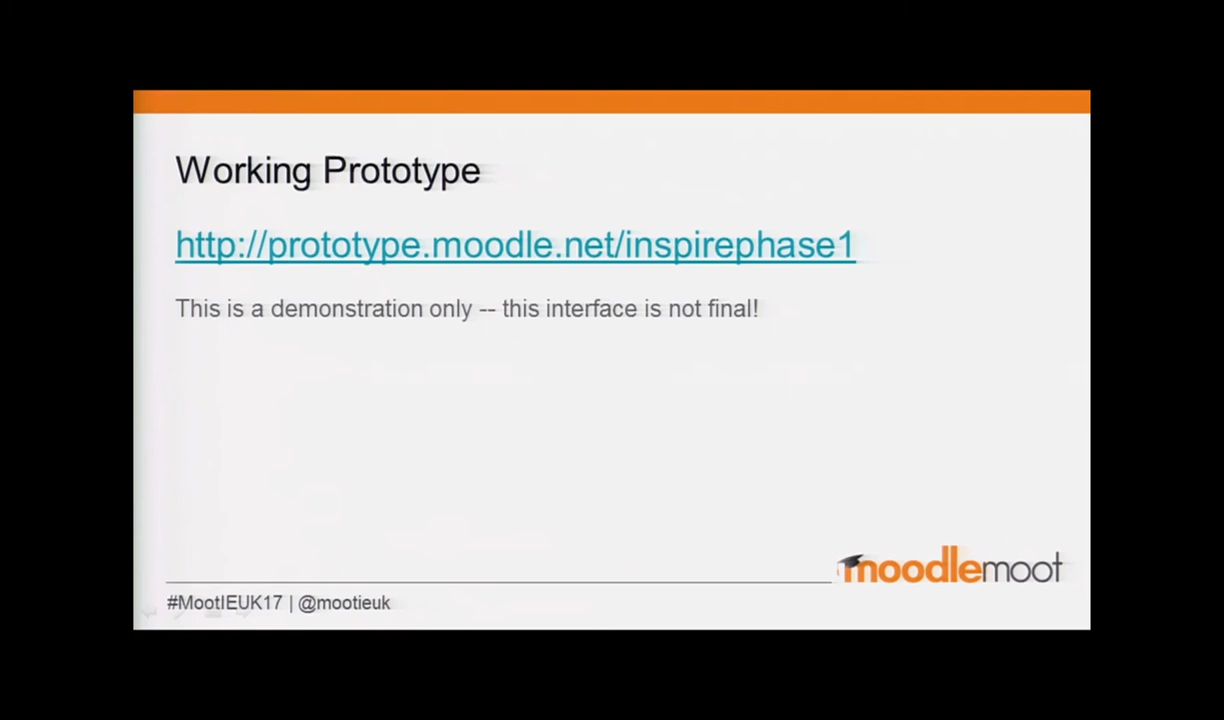 Working Prototype
http://prototype.moodle.net/inspirephase1
This is a demonstration only -- this interface is not final!
moodlemoot
#MootIEUK17 | @mootieuk